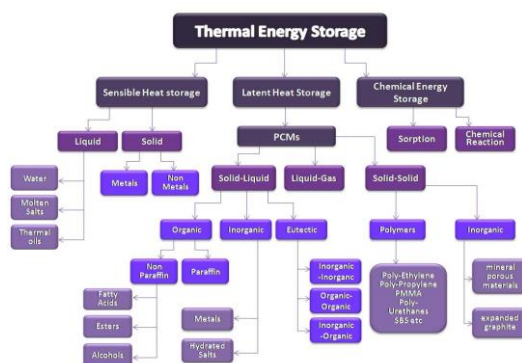 Thermal Energy Storage
Sensible Heat storage
Latent Heat Storage
Chemical Energy
Storage
Liquid
Solid
PCMs
Sorption
Chemical
Reaction
Water
Molten
Salts
Thermal
oils
Metals
Non
Metals
Solid-Liquid
Liquid-Gas
Solid-Solid
Organic
Inorganic
Eutectic
Polymers
Inorganic
Non
Paraffin
Paraffin
Fatty
Acids
Esters
Alcohols
Metals
Hydrated Salts
Inorganic
-Inorganc
Organic-
Organic
Inorganic
-Organic
Poly-Ethylene
Poly-Propylene
PMMA
Poly-
Urethanes
SBS etc
mineral
porous
materials
expanded
graphite